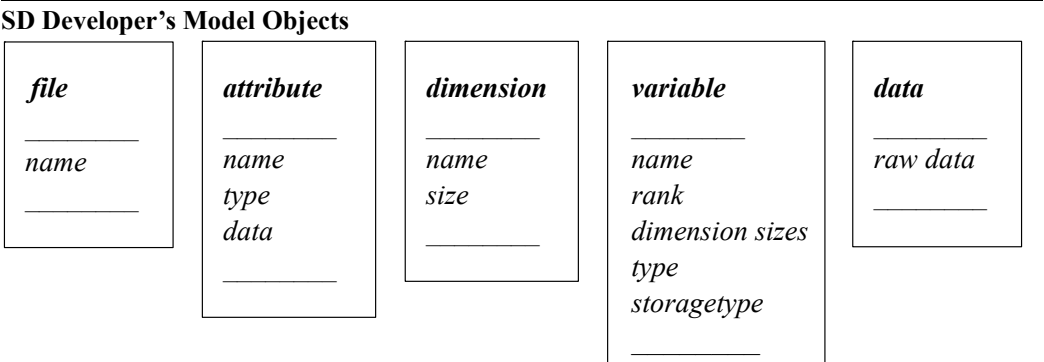 SD Developer’s Model Objects
file
name
attribute
name
type
data
dimension
name
size
variable
name
rank
dimension sizes
type
storagetype
data
raw data